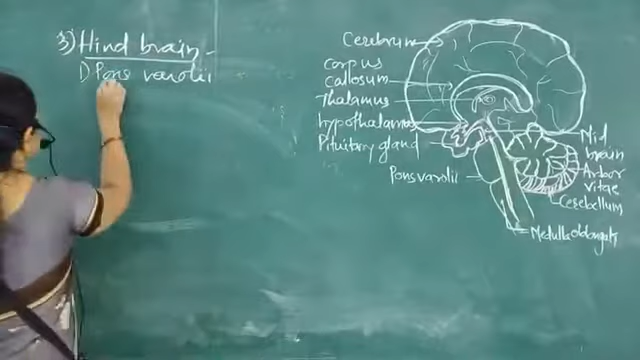 3) Hind brain -
1) Pons varolii
Cerebrum
corpus
callosum
Thalamus
hypothalamus
Pituitary gland
Pons varolii
Mid
brain
Arbor
vitae
Cerebellum
Medulla oblongata